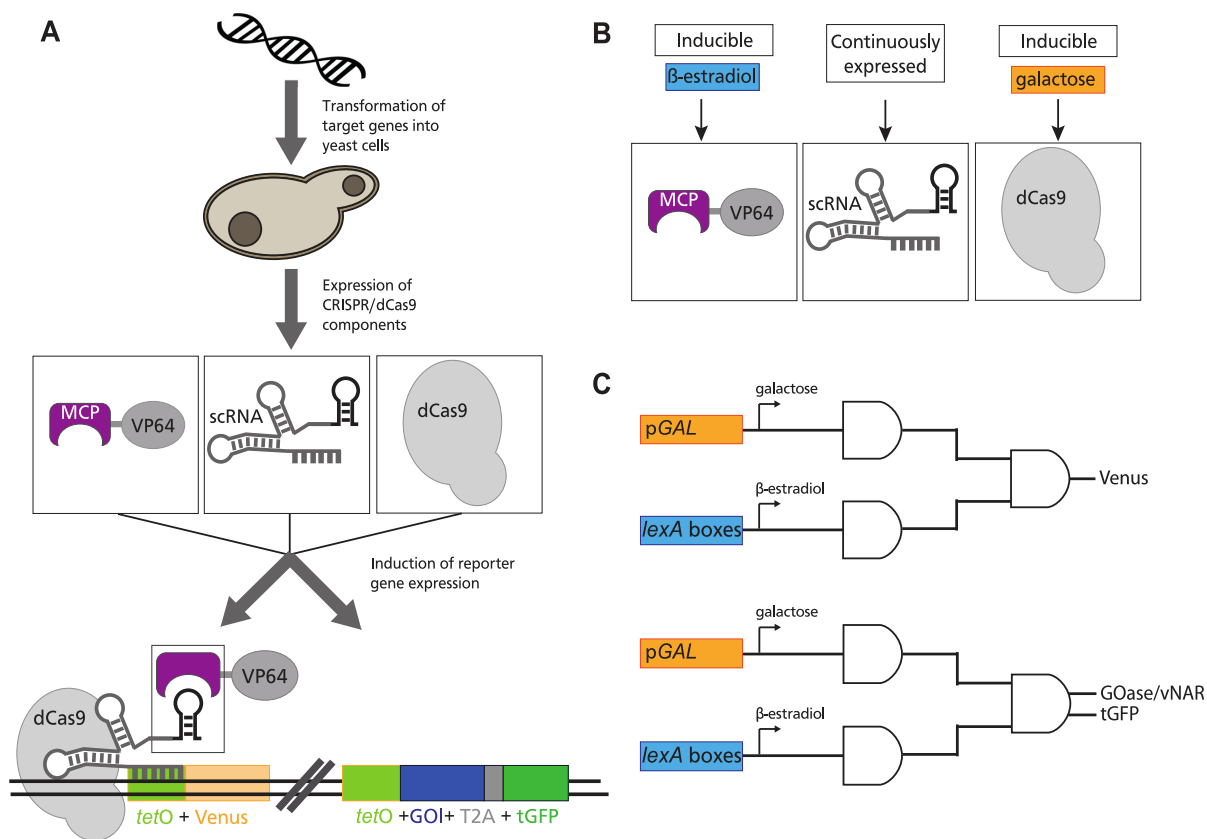 A
Transformation of
target genes into
yeast cells
Expression of
CRISPR/dCas9
components
MCP
VP64
scRNA
dCas9
Induction of reporter
gene expression
MCP
VP64
dCas9
tetO + Venus
tetO +GOI+ T2A + tGFP
B
Inducible
ß-estradiol
Continuously
expressed
Inducible
galactose
MCP
VP64
scRNA
dCas9
C
galactose
pGAL
β-estradiol
lexA boxes
Venus
galactose
pGAL
β-estradiol
lexA boxes
GOase/vNAR
tGFP